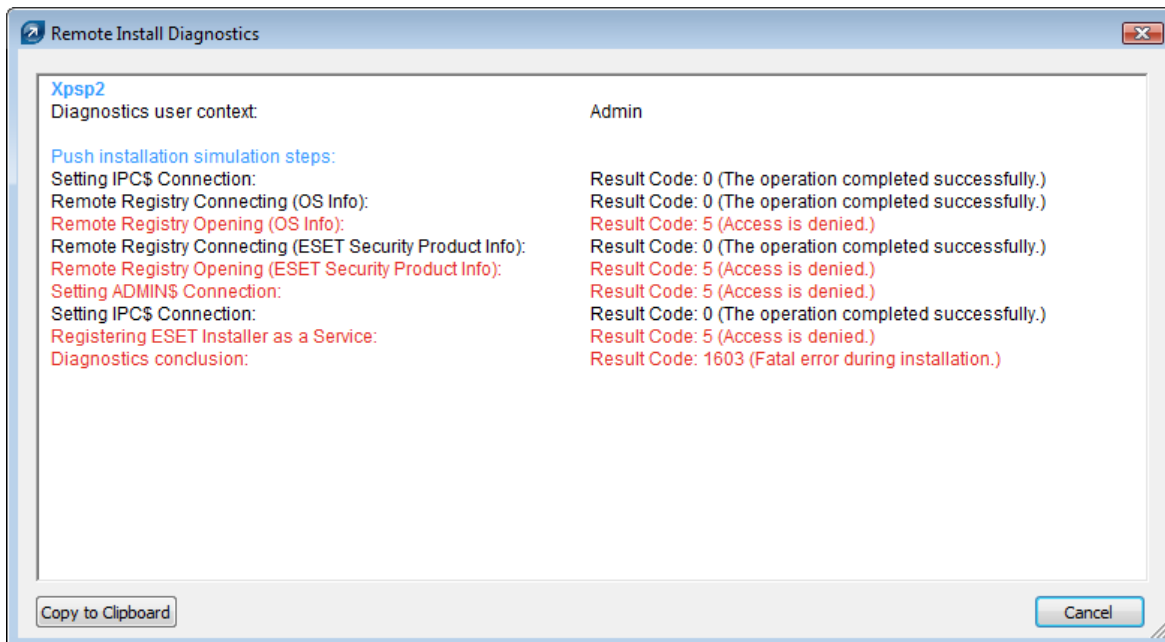 Remote Install Diagnostics
Xpsp2
Diagnostics user context: Admin
Push installation simulation steps:
Setting IPC$ Connection: Result Code: 0 (The operation completed successfully.)
Remote Registry Connecting (OS Info): Result Code: 0 (The operation completed successfully.)
Remote Registry Opening (OS Info): Result Code: 5 (Access is denied.)
Remote Registry Connecting (ESET Security Product Info): Result Code: 0 (The operation completed successfully.)
Remote Registry Opening (ESET Security Product Info): Result Code: 5 (Access is denied.)
Setting ADMIN$ Connection: Result Code: 5 (Access is denied.)
Setting IPC$ Connection: Result Code: 0 (The operation completed successfully.)
Registering ESET Installer as a Service: Result Code: 5 (Access is denied.)
Diagnostics conclusion: Result Code: 1603 (Fatal error during installation.)
Copy to Clipboard Cancel